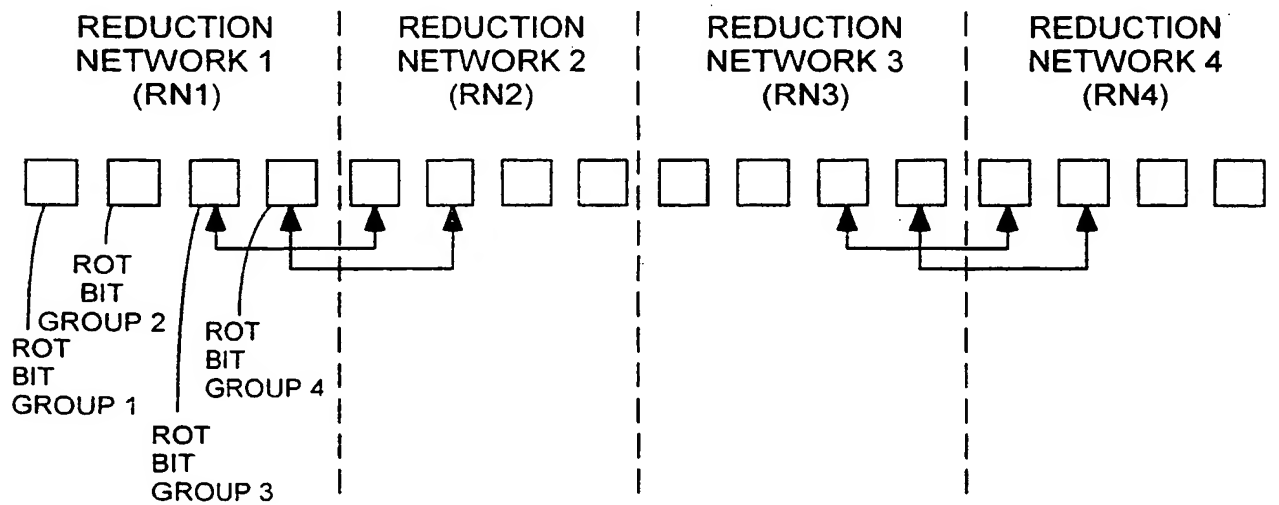 REDUCTION
NETWORK 1
(RN1)
REDUCTION
NETWORK 2
(RN2)
REDUCTION
NETWORK 3
(RN3)
REDUCTION
NETWORK 4
(RN4)
ROT
BIT
GROUP 1
ROT
BIT
GROUP 2
ROT
BIT
GROUP 3
ROT
BIT
GROUP 4